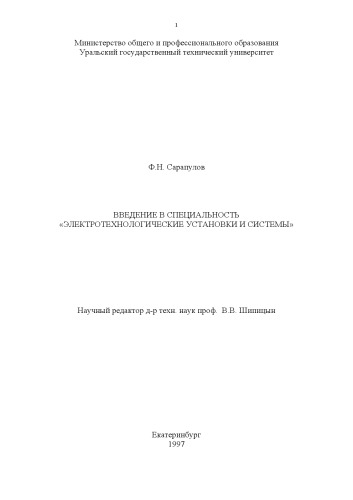 1
Министерство общего и профессионального образования
Уральский государственный технический университет
Ф.Н. Сарапулов
ВВЕДЕНИЕ В СПЕЦИАЛЬНОСТЬ
«ЭЛЕКТРОТЕХНОЛОГИЧЕСКИЕ УСТАНОВКИ И СИСТЕМЫ»
Научный редактор д-р техн. наук проф. В.В. Шипицын
Екатеринбург
1997